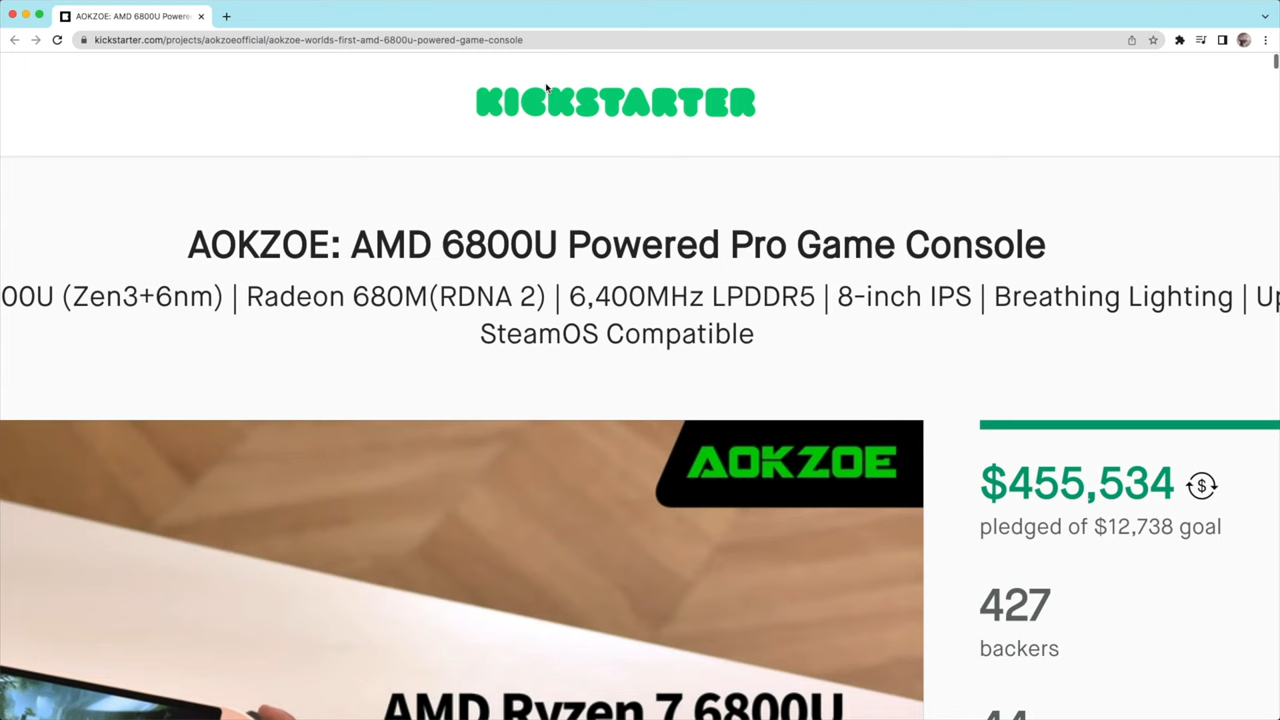 AOKZOE: AMD 6800U Powere
kickstarter.com/projects/aokzoeofficial/aokzoe-worlds-first-amd-6800u-powered-game-console
KICKSTARTER
AOKZOE: AMD 6800U Powered Pro Game Console
00U (Zen3+6nm) | Radeon 680M(RDNA 2) | 6,400MHz LPDDR5 | 8-inch IPS | Breathing Lighting | Up
SteamOS Compatible
AOKZOE
$455,534
pledged of $12,738 goal
427
backers
44
AMD Ryzen 7 6800U